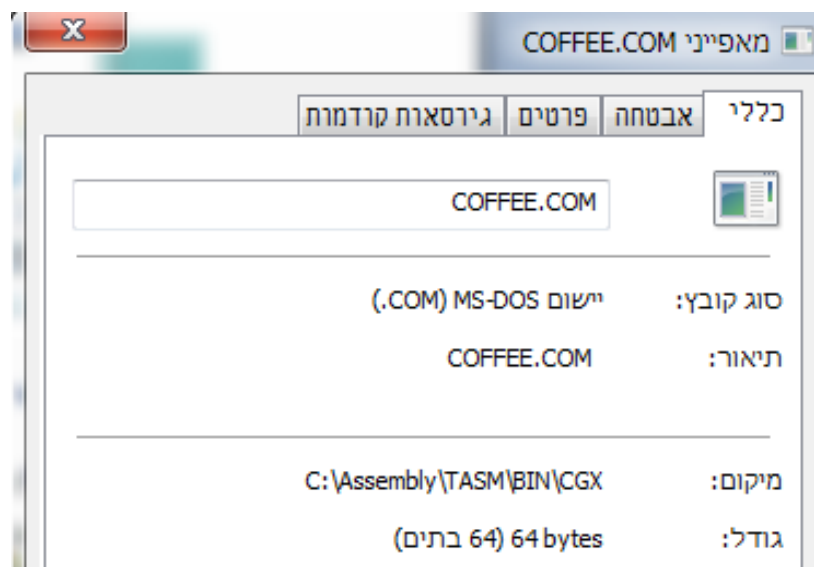 מאפייני COFFEE.COM
כללי אבטחה פרטים גירסאות קודמות
COFFEE.COM
סוג קובץ: יישום MS-DOS (.COM)
תיאור: COFFEE.COM
מיקום: C:\Assembly\TASM\BIN\CGX
גודל: 64 bytes (64 בתים)